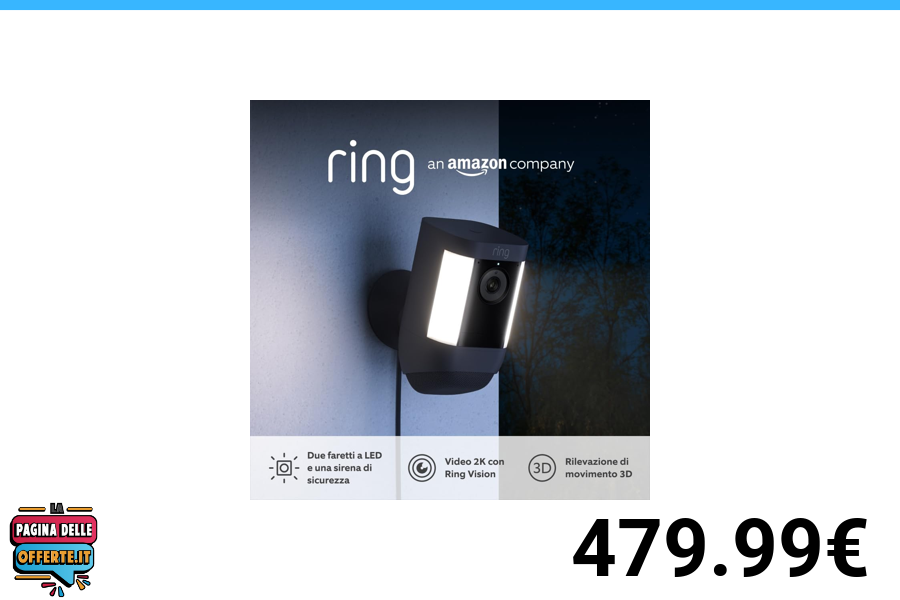 ring an amazon company
ring
Due faretti a LED
e una sirena di
sicurezza
Video 2K con
Ring Vision
3D
Rilevazione di
movimento 3D
LA
PAGINA DELLE
OFFERTE.IT
479.99€